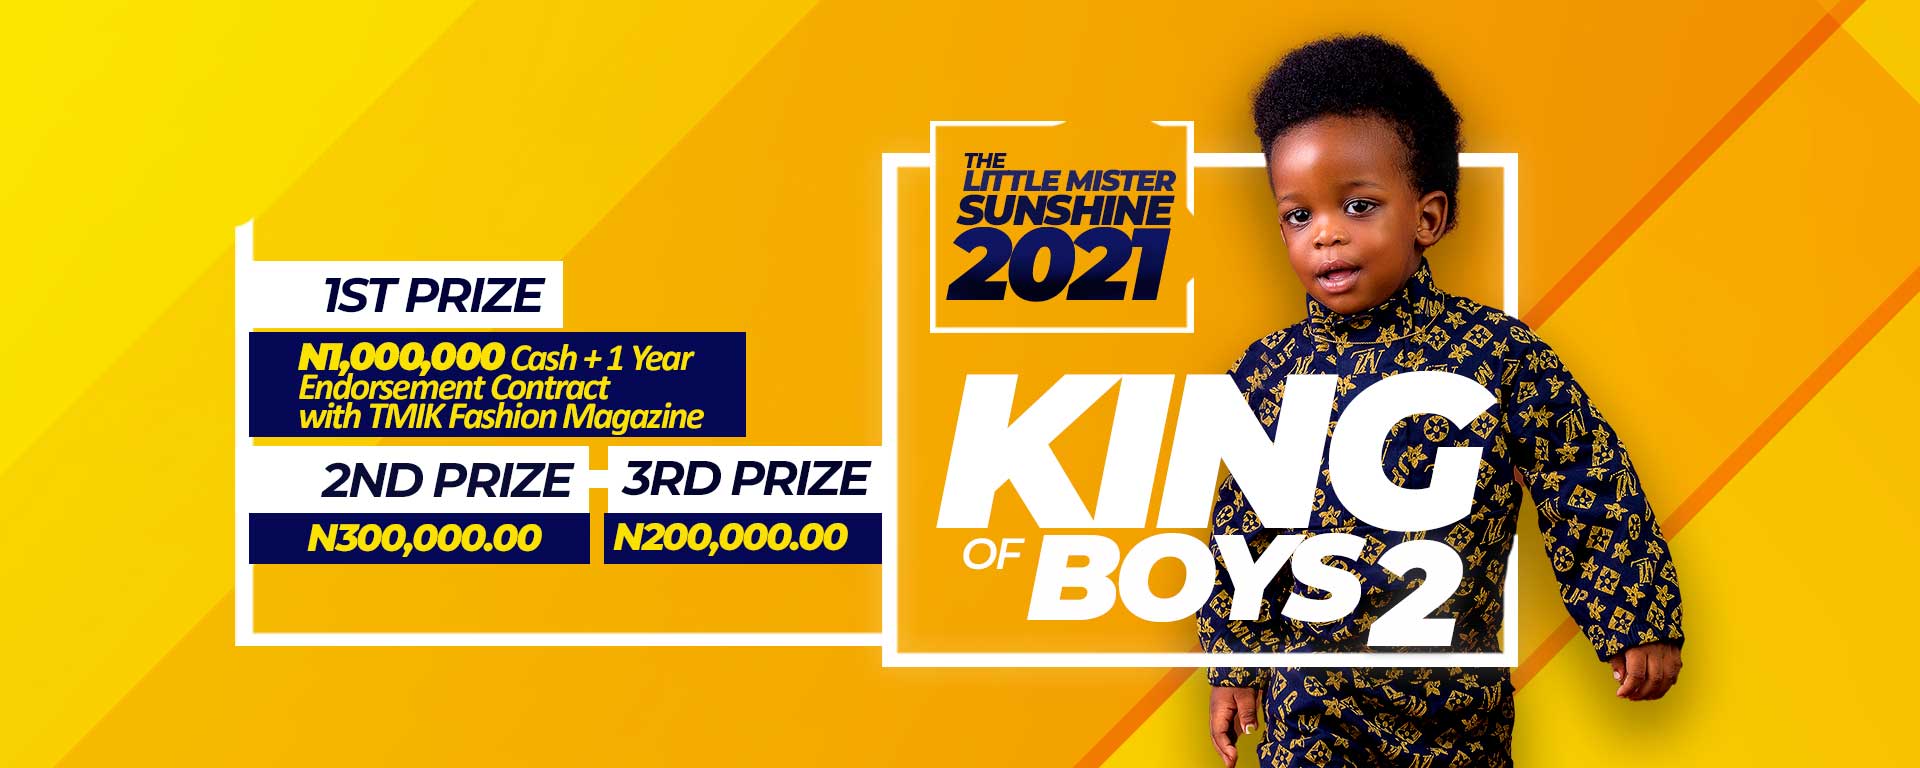 1ST PRIZE
N1,000,000 Cash + 1 Year
Endorsement Contract
with TMIK Fashion Magazine
2ND PRIZE
N300,000.00
3RD PRIZE
N200,000.00
THE
LITTLE MISTER
SUNSHINE
2021
KING
OF BOYS 2